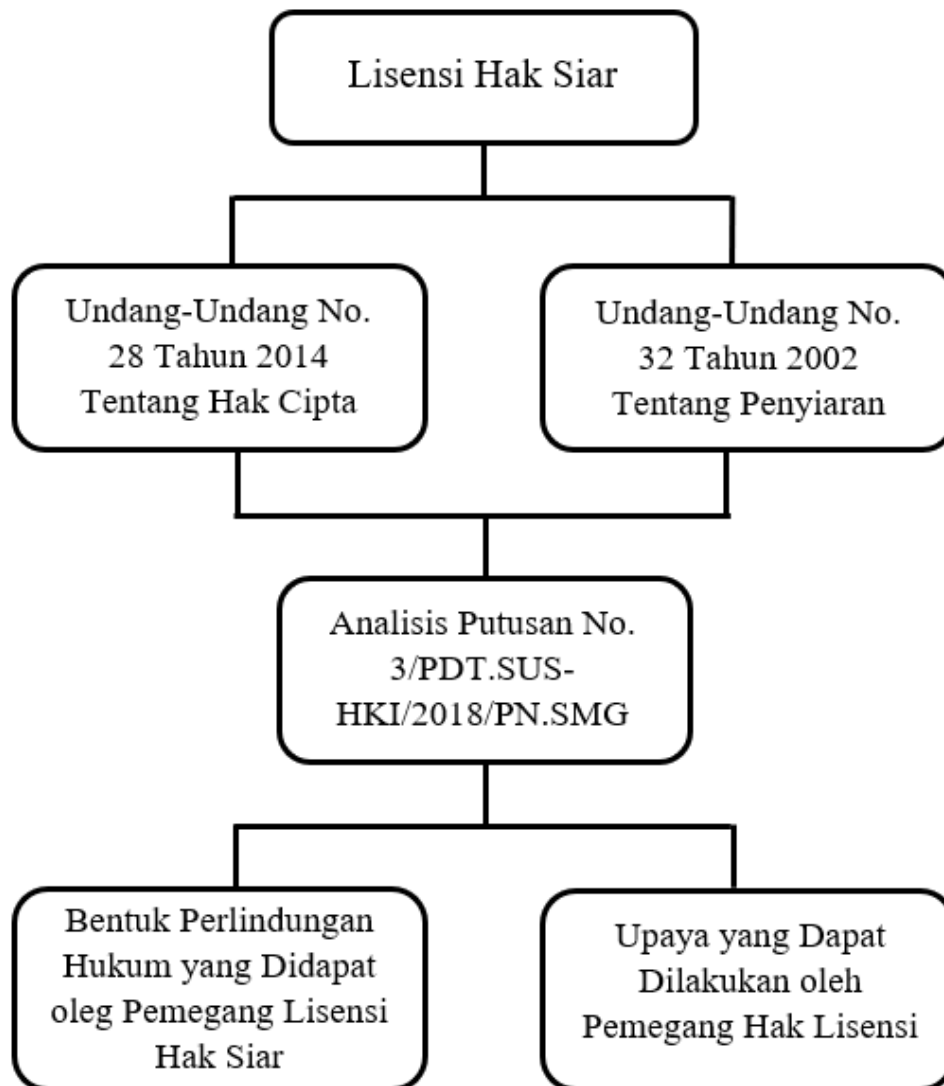 Lisensi Hak Siar
Undang-Undang No.
28 Tahun 2014
Tentang Hak Cipta
Undang-Undang No.
32 Tahun 2002
Tentang Penyiaran
Analisis Putusan No.
3/PDT.SUS-
HKI/2018/PN.SMG
Bentuk Perlindungan
Hukum yang Didapat
oleg Pemegang Lisensi
Hak Siar
Upaya yang Dapat
Dilakukan oleh
Pemegang Hak Lisensi